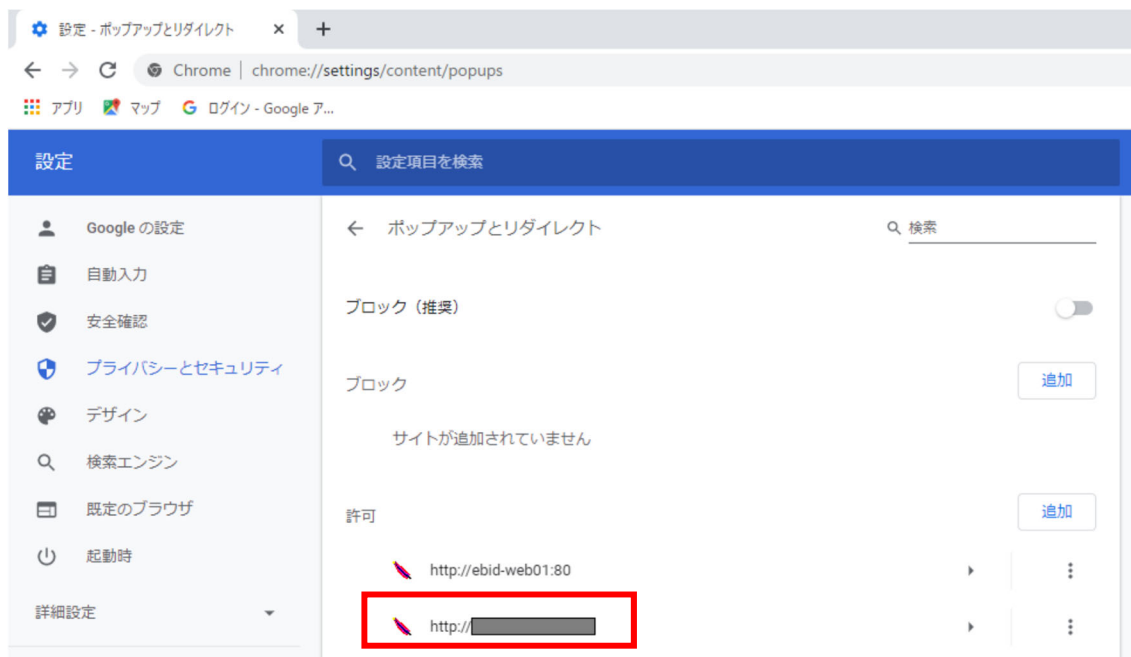 設定 - ポップアップとリダイレクト
Chrome | chrome://settings/content/popups
アプリ マップ ログイン - Google ア...
設定
設定項目を検索
Google の設定
自動入力
安全確認
プライバシーとセキュリティ
デザイン
検索エンジン
既定のブラウザ
起動時
詳細設定
ポップアップとリダイレクト
検索
ブロック（推奨）
ブロック
追加
サイトが追加されていません
許可
追加
http://ebid-web01:80
http://